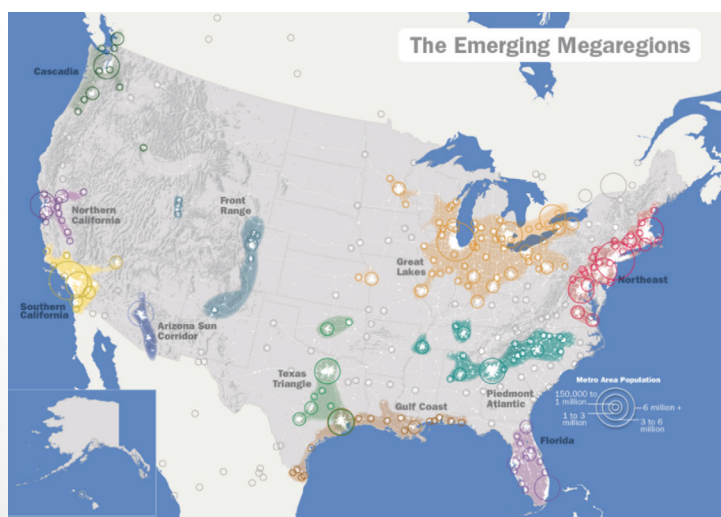 The Emerging Megaregions
Cascadia
Northern
California
Front
Range
Great
Lakes
Northeast
Southern
California
Arizona Sun
Corridor
Texas
Triangle
Gulf Coast
Piedmont
Atlantic
Florida
Metro Area Population
150,000 to
1 million
1 to 3
million
6 million +
3 to 6
million